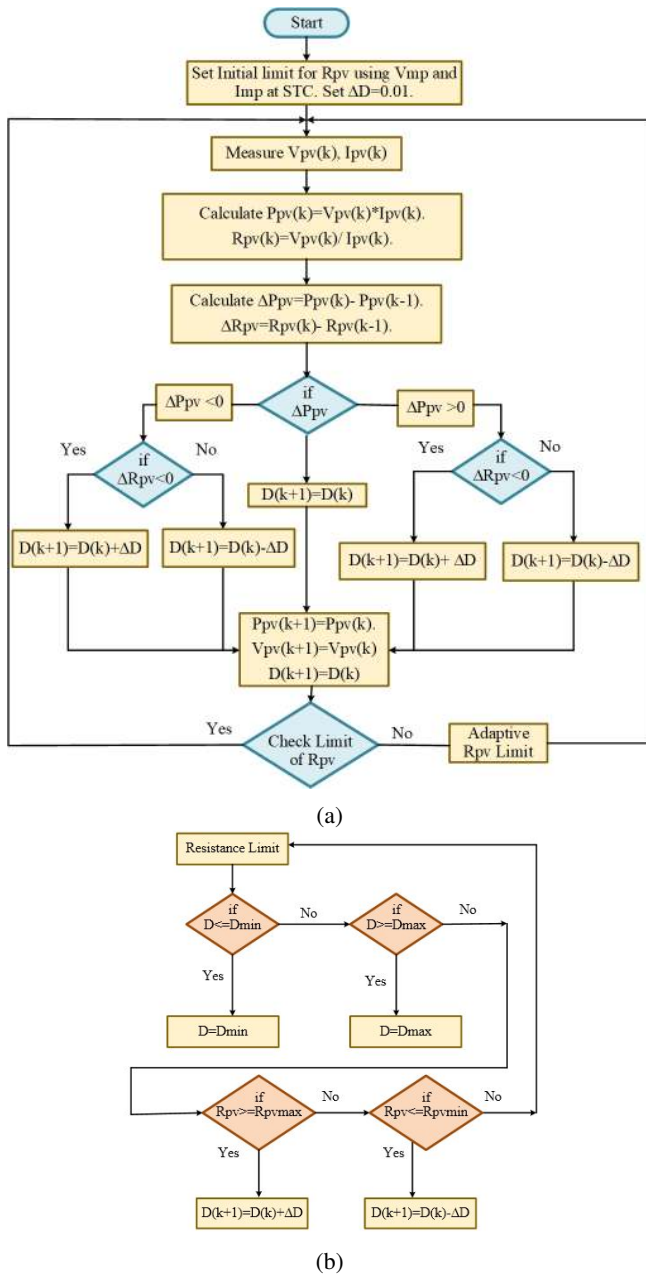 Start
Set Initial limit for Rpv using Vmp and
Imp at STC. Set ΔD=0.01.
Measure Vpv(k), Ipv(k)
Calculate Ppv(k)=Vpv(k)*Ipv(k).
Rpv(k)=Vpv(k)/ Ipv(k).
Calculate ΔPpv=Ppv(k)- Ppv(k-1).
ΔRpv=Rpv(k)- Rpv(k-1).
ΔPpv <0
if
ΔPpv
ΔPpv >0
Yes
if
ΔRpv<0
No
Yes
if
ΔRpv<0
No
D(k+1)=D(k)
D(k+1)=D(k)+ΔD
D(k+1)=D(k)-ΔD
D(k+1)=D(k)+ ΔD
D(k+1)=D(k)-ΔD
Ppv(k+1)=Ppv(k).
Vpv(k+1)=Vpv(k)
D(k+1)=D(k)
Yes
Check Limit
of Rpv
No
Adaptive
Rpv Limit
(a)
Resistance Limit
if
D<=Dmin
No
if
D>=Dmax
No
Yes
Yes
D=Dmin
D=Dmax
if
Rpv>=Rpvmax
No
if
Rpv<=Rpvmin
No
Yes
Yes
D(k+1)=D(k)+ΔD
D(k+1)=D(k)-ΔD
(b)